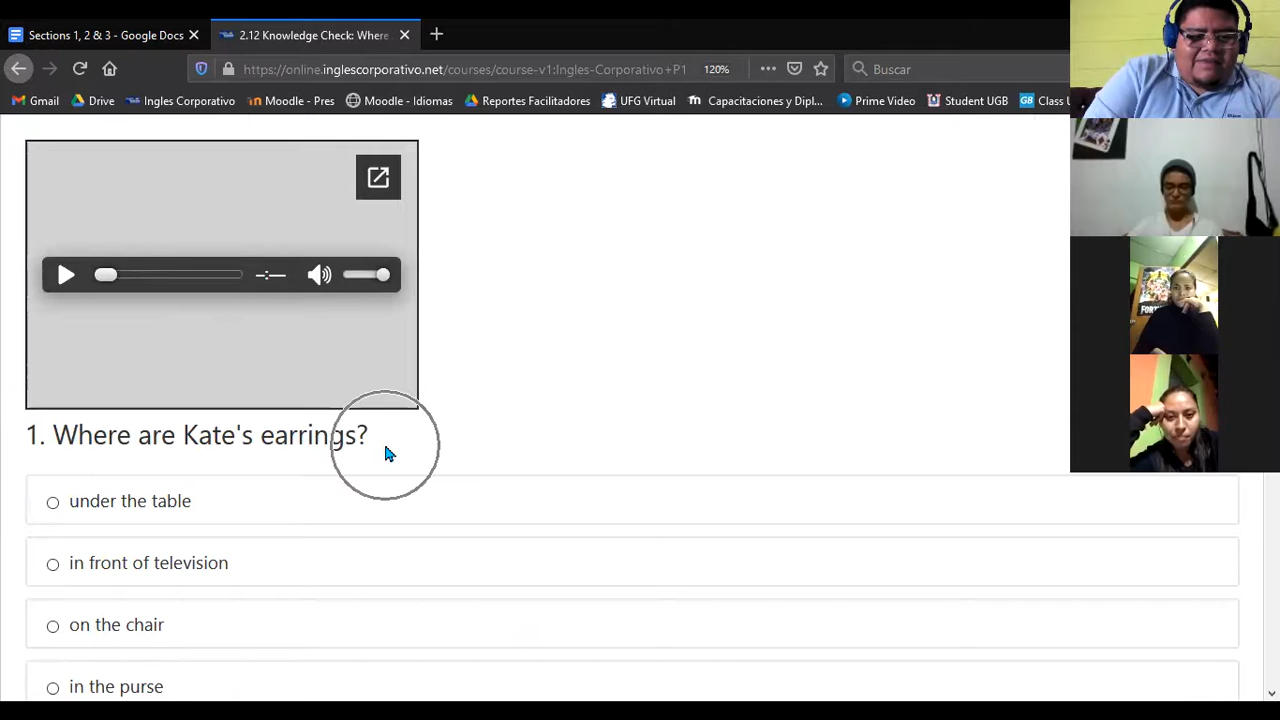 Sections 1, 2 & 3 - Google Docs
2.12 Knowledge Check: Where
https://online.inglescorporativo.net/courses/course-v1:Ingles-Corporativo+P1
120%
Buscar
Gmail
Drive
Ingles Corporativo
Moodle - Pres
Moodle - Idiomas
Reportes Facilitadores
UFG Virtual
Capacitaciones y Dipl...
Prime Video
Student UGB
GB Class
-:--
1. Where are Kate's earrings?
under the table
in front of television
on the chair
in the purse